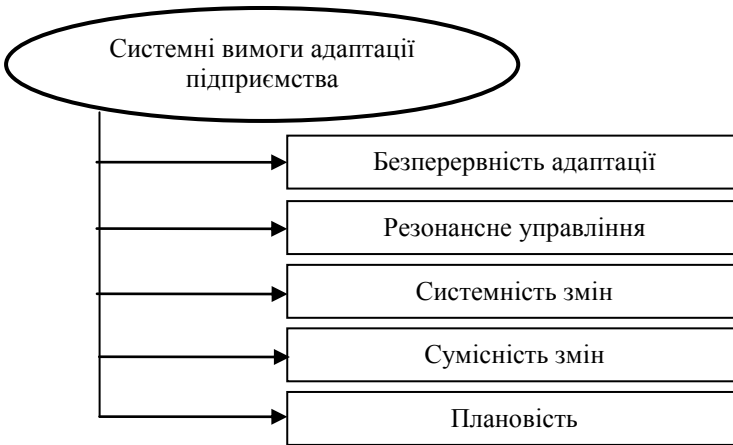 Системні вимоги адаптації
підприємства
Безперервність адаптації
Резонансне управління
Системність змін
Сумісність змін
Плановість